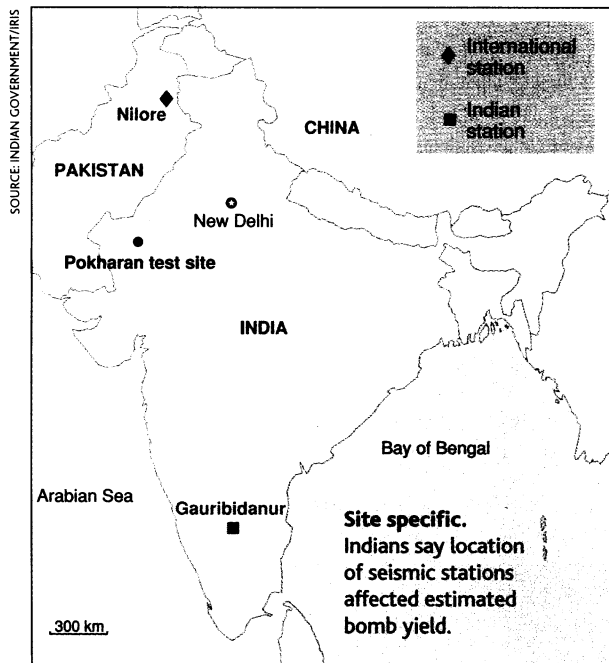 SOURCE: INDIAN GOVERNMENT/IRIS
International
station
Indian
station
Nilore
CHINA
PAKISTAN
New Delhi
Pokharan test site
INDIA
Bay of Bengal
Arabian Sea
Gauribidanur
Site specific.
Indians say location
of seismic stations
affected estimated
bomb yield.
300 km